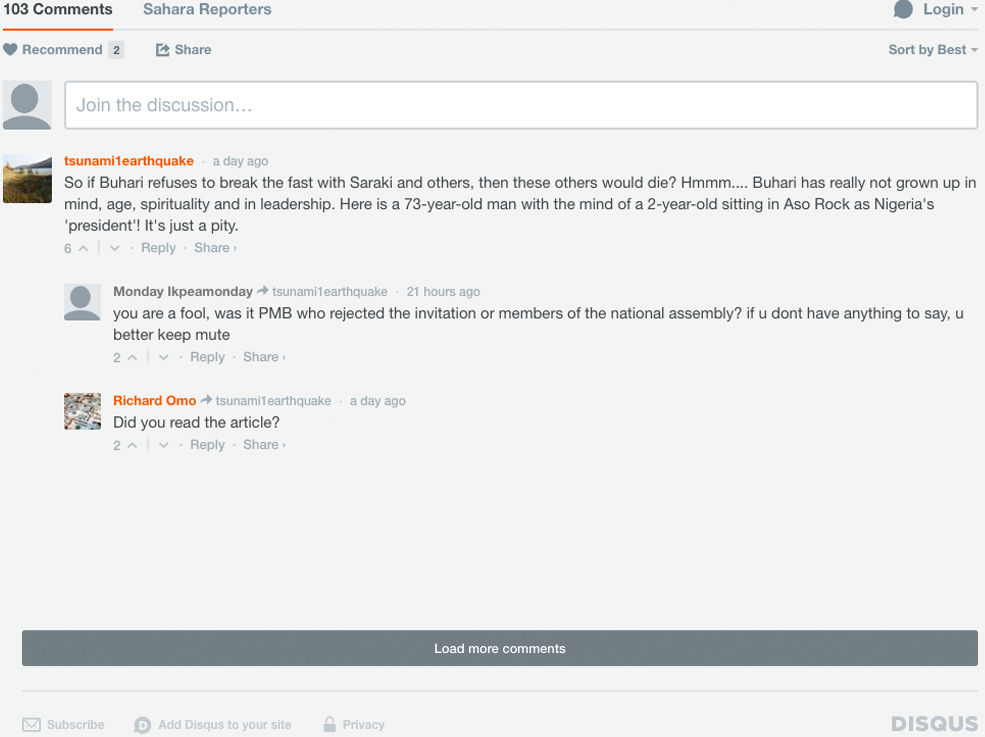 103 Comments Sahara Reporters Login
Recommend 2 Share Sort by Best
Join the discussion…
tsunami1earthquake · a day ago
So if Buhari refuses to break the fast with Saraki and others, then these others would die? Hmmm.... Buhari has really not grown up in
mind, age, spirituality and in leadership. Here is a 73-year-old man with the mind of a 2-year-old sitting in Aso Rock as Nigeria's
'president'! It's just a pity.
6 · Reply · Share ›
Monday Ikpeamonday tsunami1earthquake · 21 hours ago
you are a fool, was it PMB who rejected the invitation or members of the national assembly? if u dont have anything to say, u
better keep mute
2 · Reply · Share ›
Richard Omo tsunami1earthquake · a day ago
Did you read the article?
2 · Reply · Share ›
Load more comments
Subscribe D Add Disqus to your site Privacy DISQUS